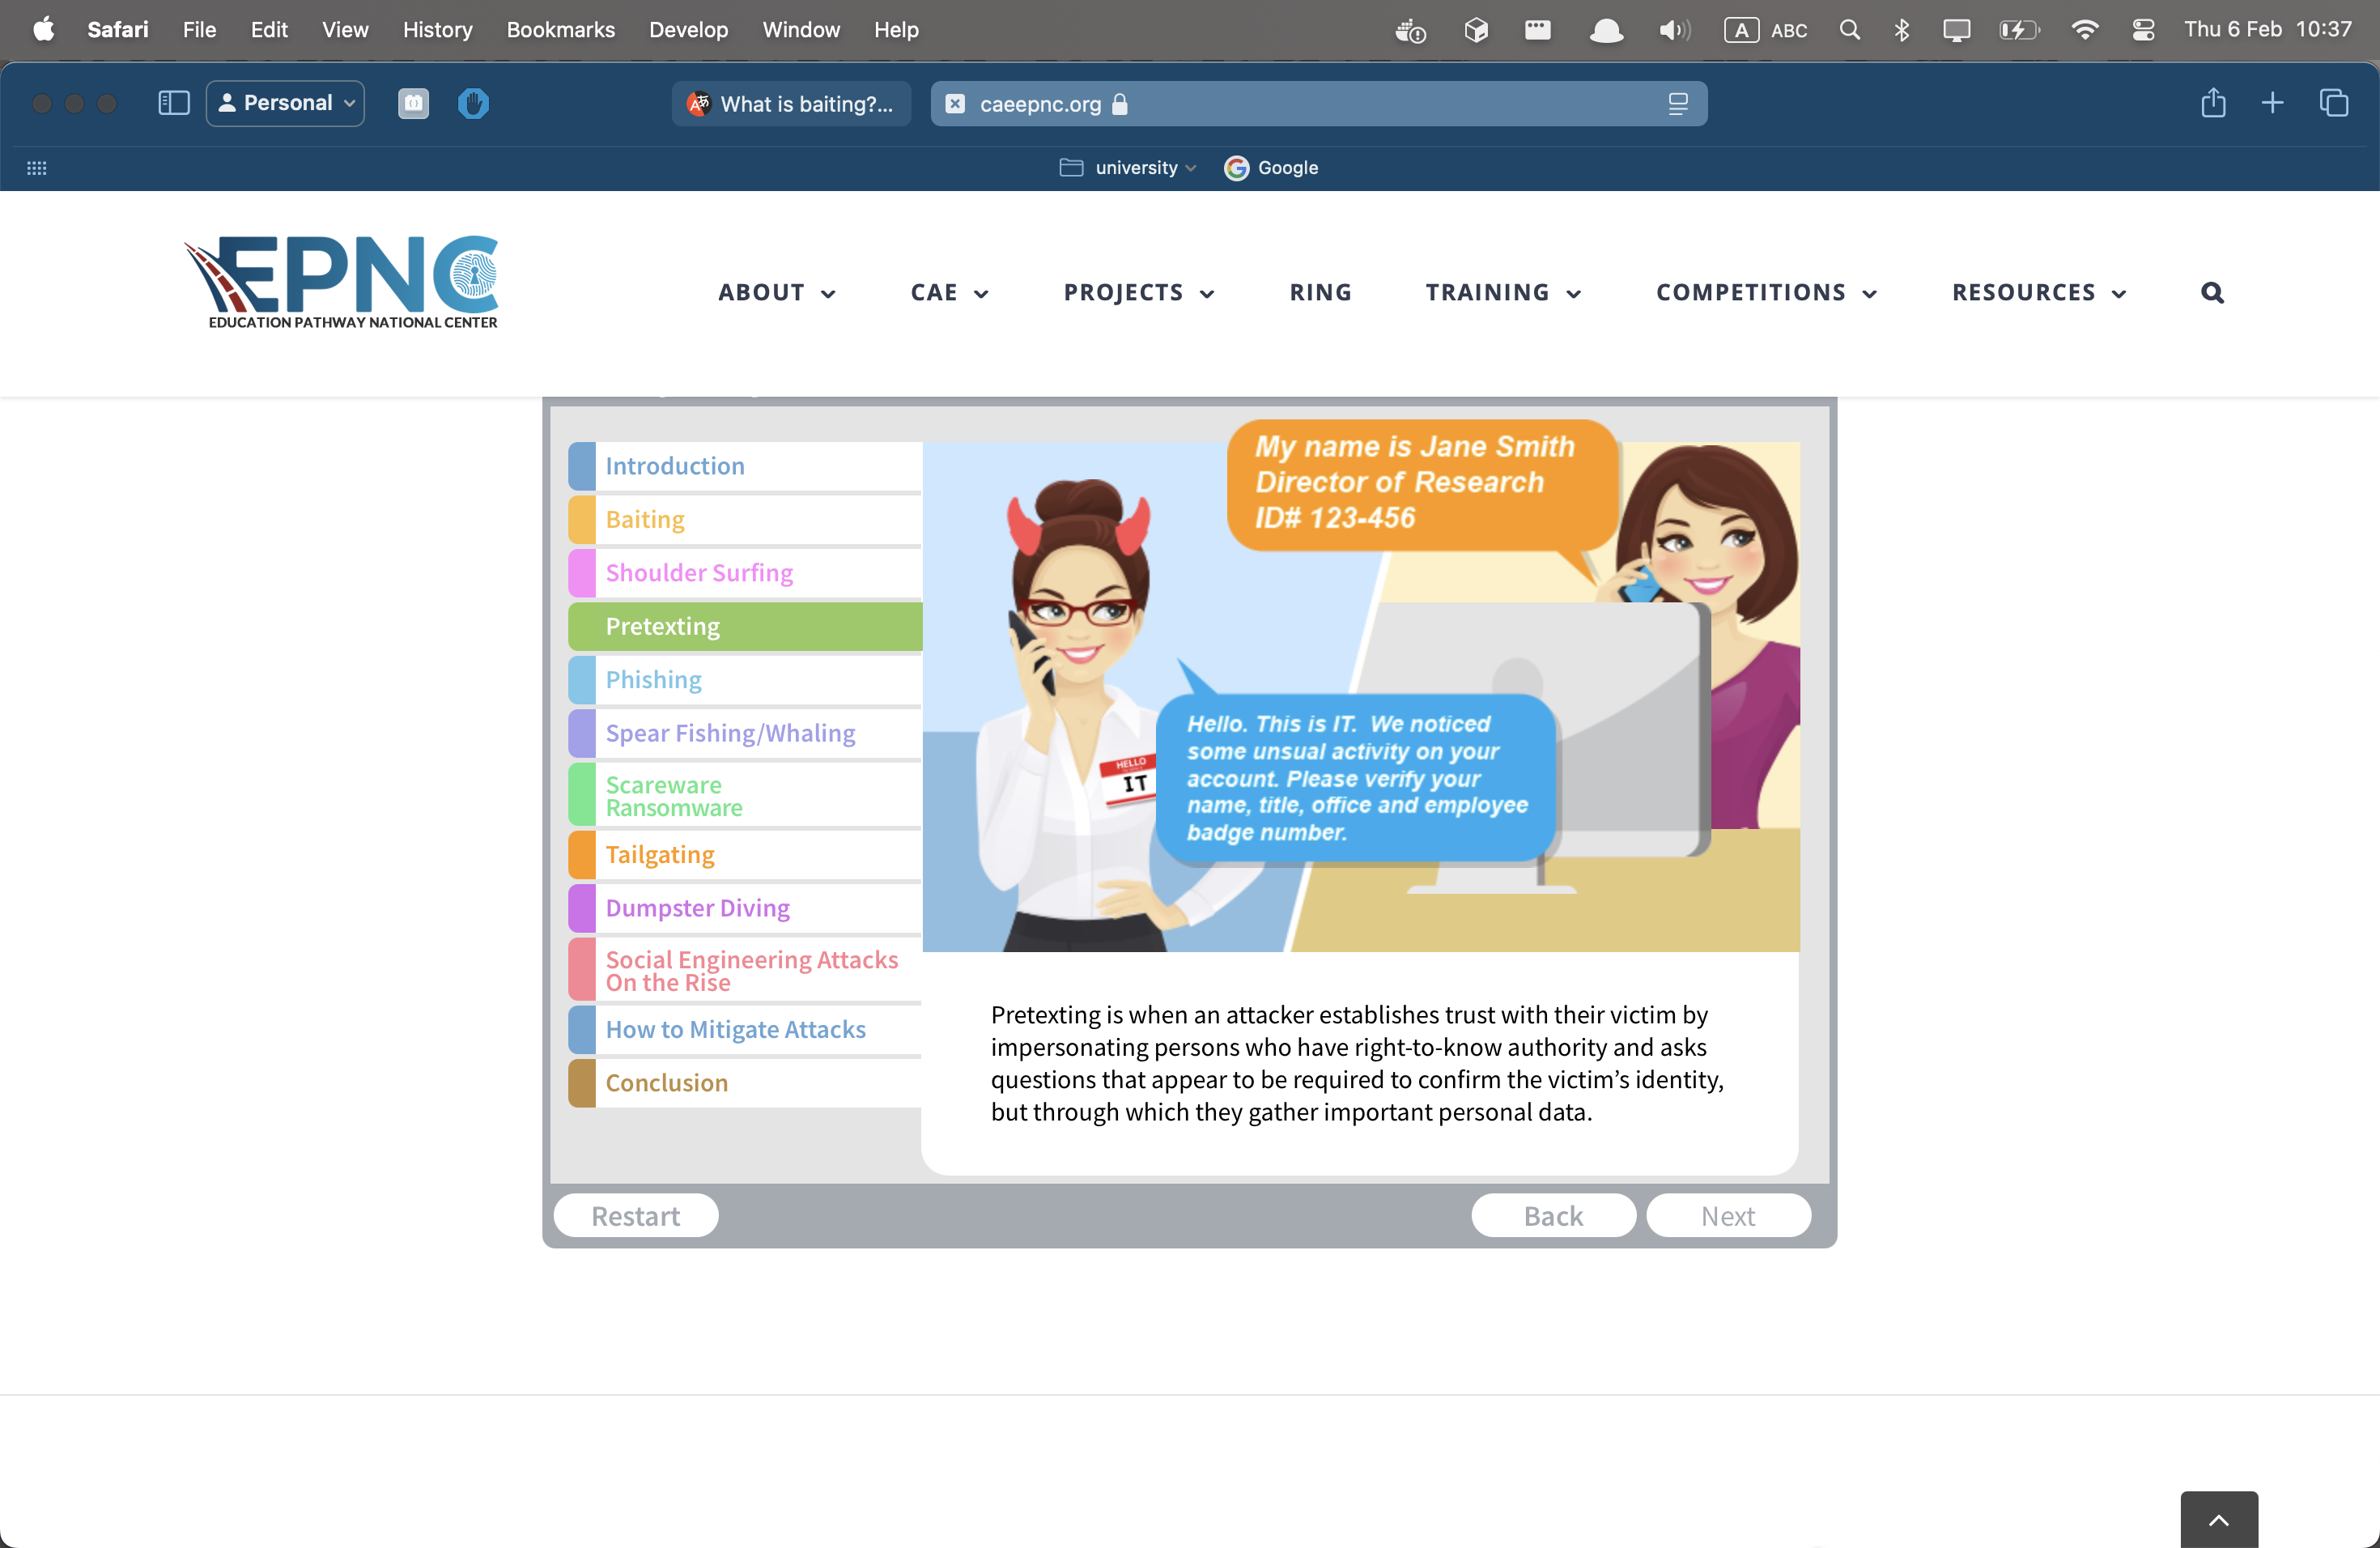 Safari File Edit View History Bookmarks Develop Window Help A ABC Thu 6 Feb 10:37
Personal What is baiting?... caeepnc.org
university Google
EPNC
EDUCATION PATHWAY NATIONAL CENTER
ABOUT CAE PROJECTS RING TRAINING COMPETITIONS RESOURCES
Introduction
Baiting
Shoulder Surfing
Pretexting
Phishing
Spear Fishing/Whaling
Scareware
Ransomware
Tailgating
Dumpster Diving
Social Engineering Attacks
On the Rise
How to Mitigate Attacks
Conclusion
My name is Jane Smith
Director of Research
ID# 123-456
HELLO
IT
Hello. This is IT. We noticed
some unsual activity on your
account. Please verify your
name, title, office and employee
badge number.
Pretexting is when an attacker establishes trust with their victim by
impersonating persons who have right-to-know authority and asks
questions that appear to be required to confirm the victim’s identity,
but through which they gather important personal data.
Restart Back Next